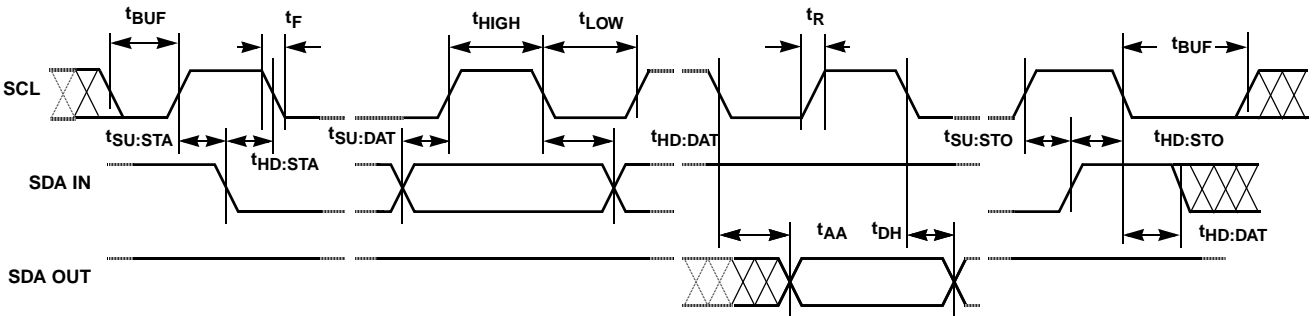 tBUF
tF
tHIGH
tLOW
tR
tBUF
SCL
tSU:STA
tHD:STA
tSU:DAT
tHD:DAT
tSU:STO
tHD:STO
SDA IN
tAA
tDH
tHD:DAT
SDA OUT